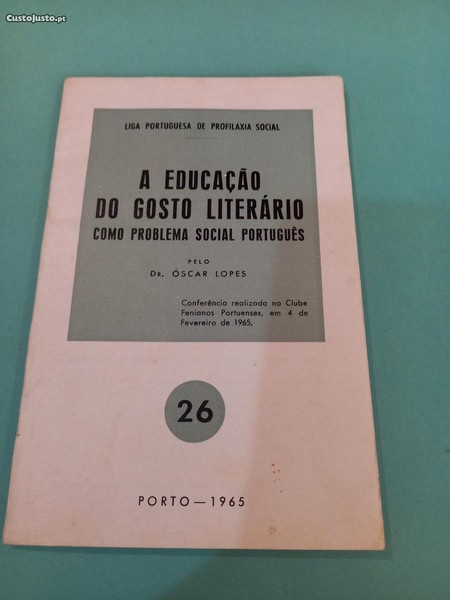 CustoJusto.pt
LIGA PORTUGUESA DE PROFILAXIA SOCIAL
A EDUCAÇÃO
DO GOSTO LITERÁRIO
COMO PROBLEMA SOCIAL PORTUGUÊS
PELO
DR. ÓSCAR LOPES
Conferência realizada no Clube
Fenianos Portuenses, em 4 de
Fevereiro de 1965.
26
PORTO — 1965